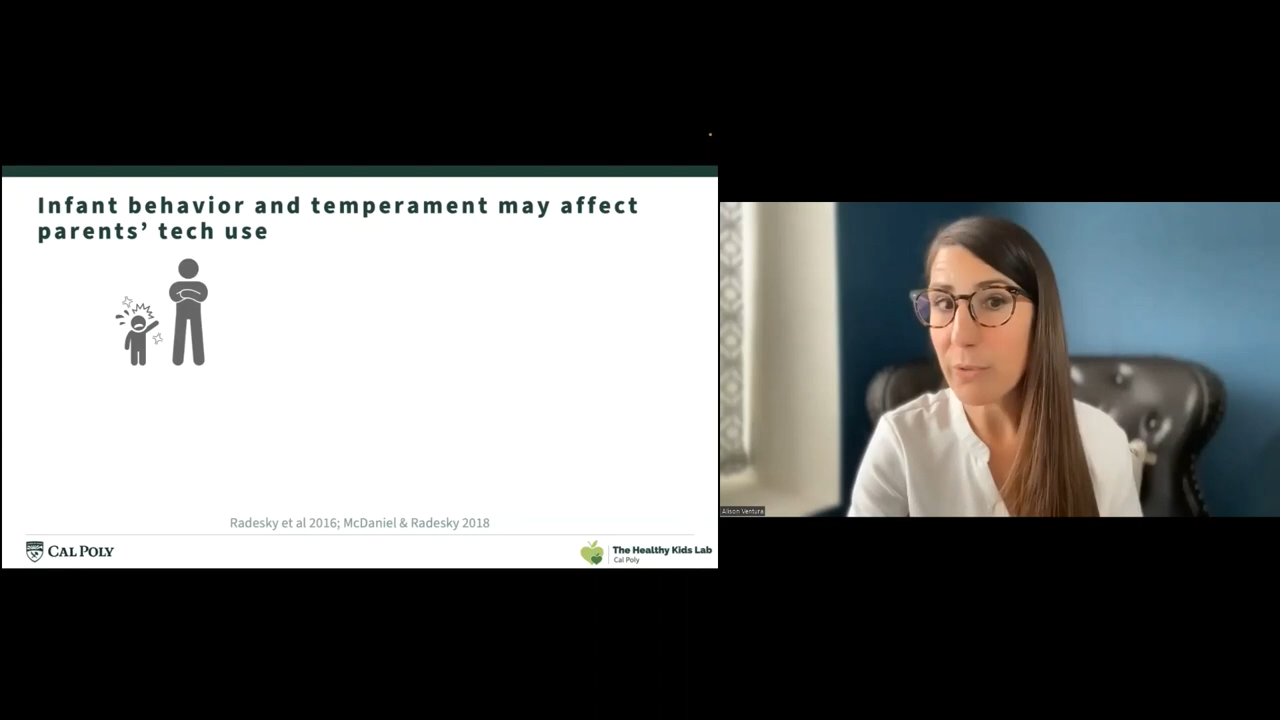 Infant behavior and temperament may affect
parents’ tech use
Radesky et al 2016; McDaniel & Radesky 2018
CAL POLY
The Healthy Kids Lab
Cal Poly
Alison Ventura